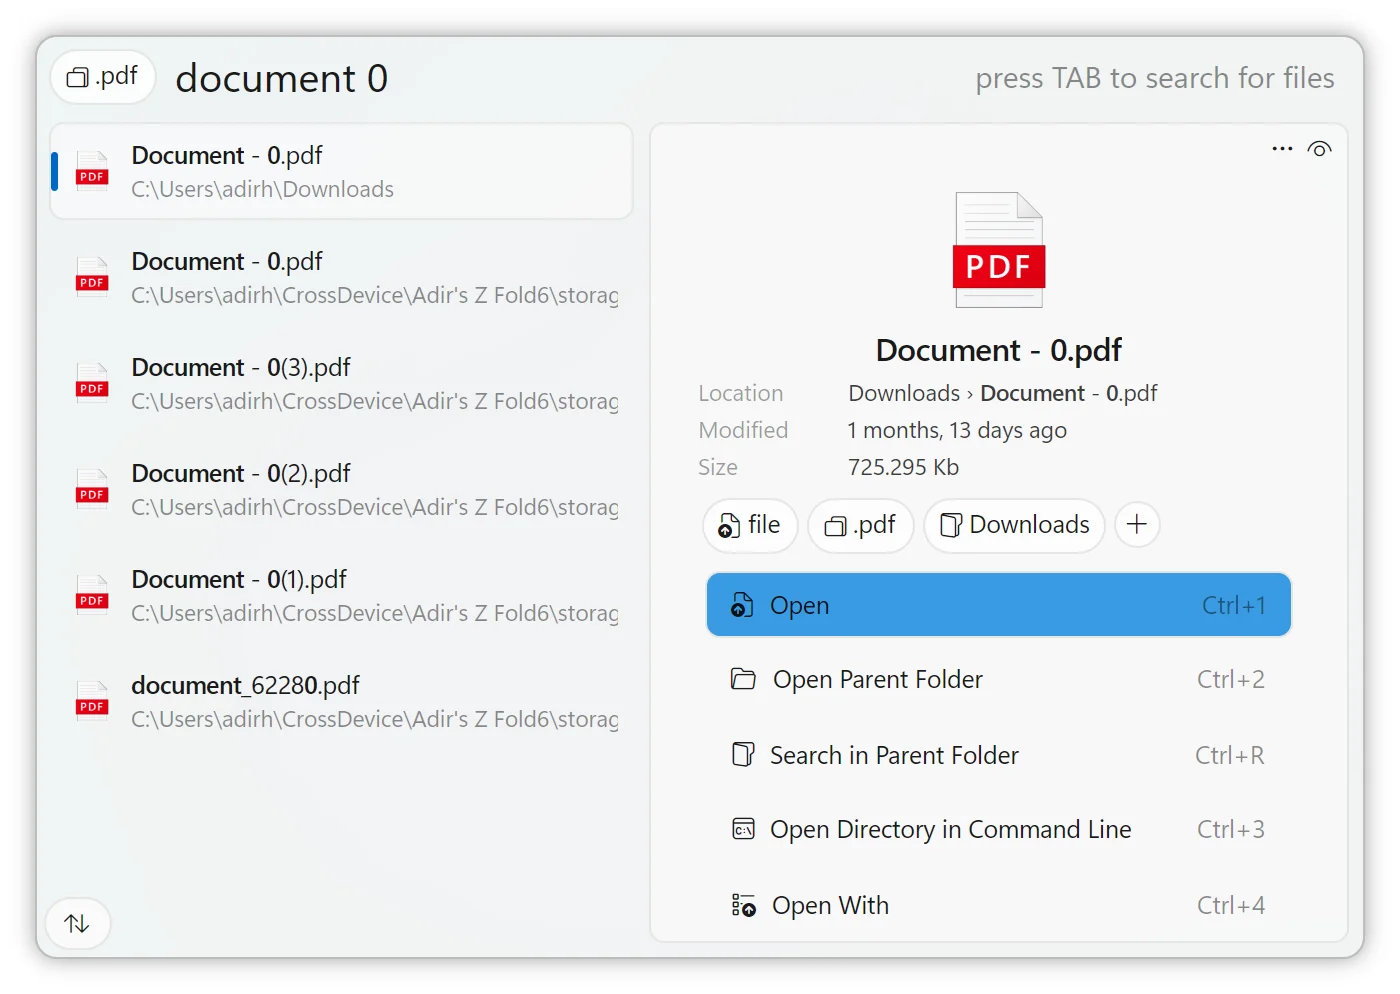 .pdf document 0 press TAB to search for files
Document - 0.pdf
C:\Users\adirh\Downloads
Document - 0.pdf
C:\Users\adirh\CrossDevice\Adir's Z Fold6\storag
Document - 0(3).pdf
C:\Users\adirh\CrossDevice\Adir's Z Fold6\storag
Document - 0(2).pdf
C:\Users\adirh\CrossDevice\Adir's Z Fold6\storag
Document - 0(1).pdf
C:\Users\adirh\CrossDevice\Adir's Z Fold6\storag
document_62280.pdf
C:\Users\adirh\CrossDevice\Adir's Z Fold6\storag
PDF
PDF
PDF
PDF
PDF
PDF
PDF
Document - 0.pdf
Location Downloads › Document - 0.pdf
Modified 1 months, 13 days ago
Size 725.295 Kb
file .pdf Downloads +
Open Ctrl+1
Open Parent Folder Ctrl+2
Search in Parent Folder Ctrl+R
C:\ Open Directory in Command Line Ctrl+3
Open With Ctrl+4